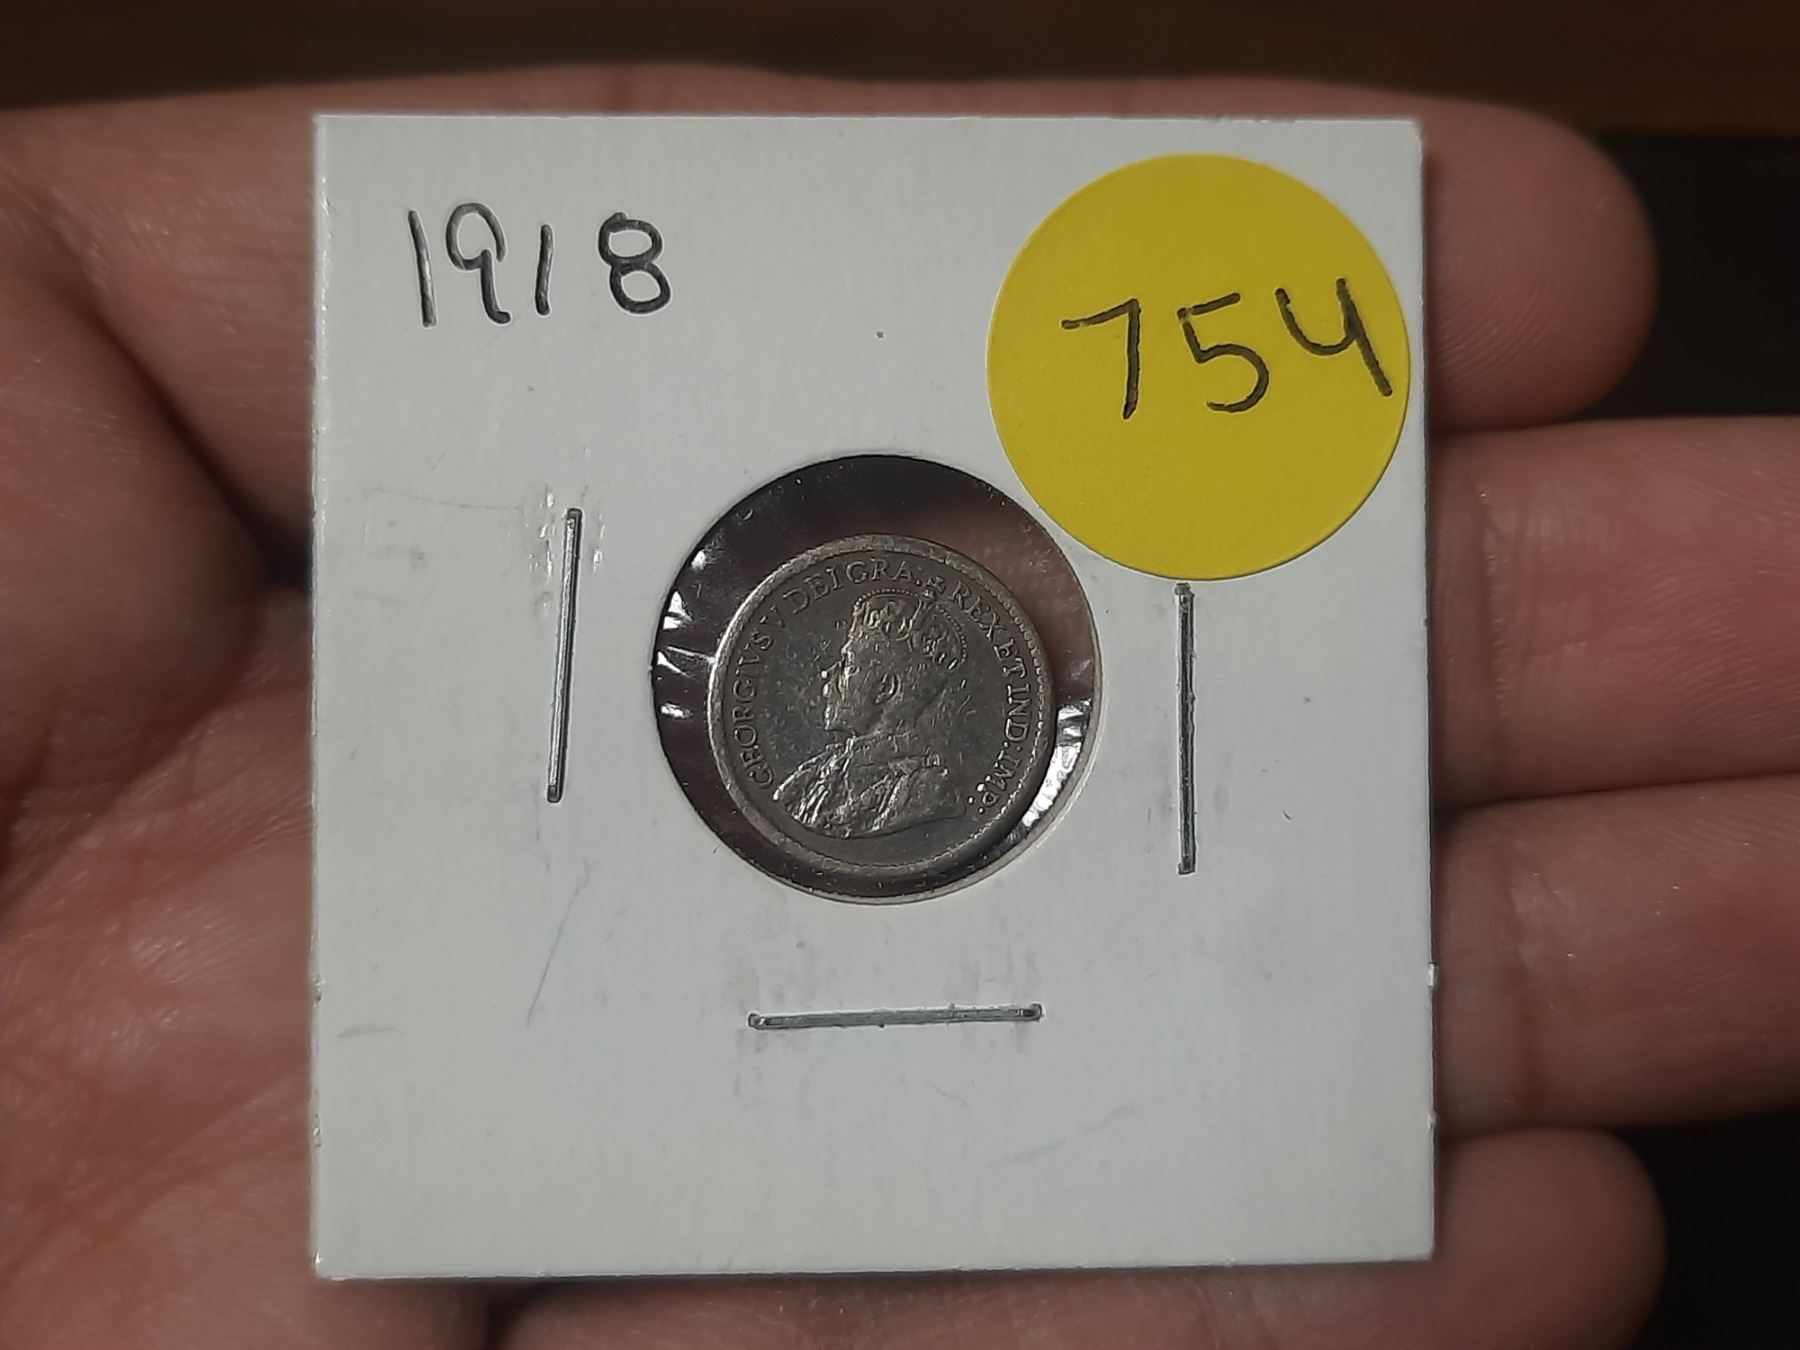 1918
754
GEORGIVS V DEI GRA: REX ET IND: IMP: